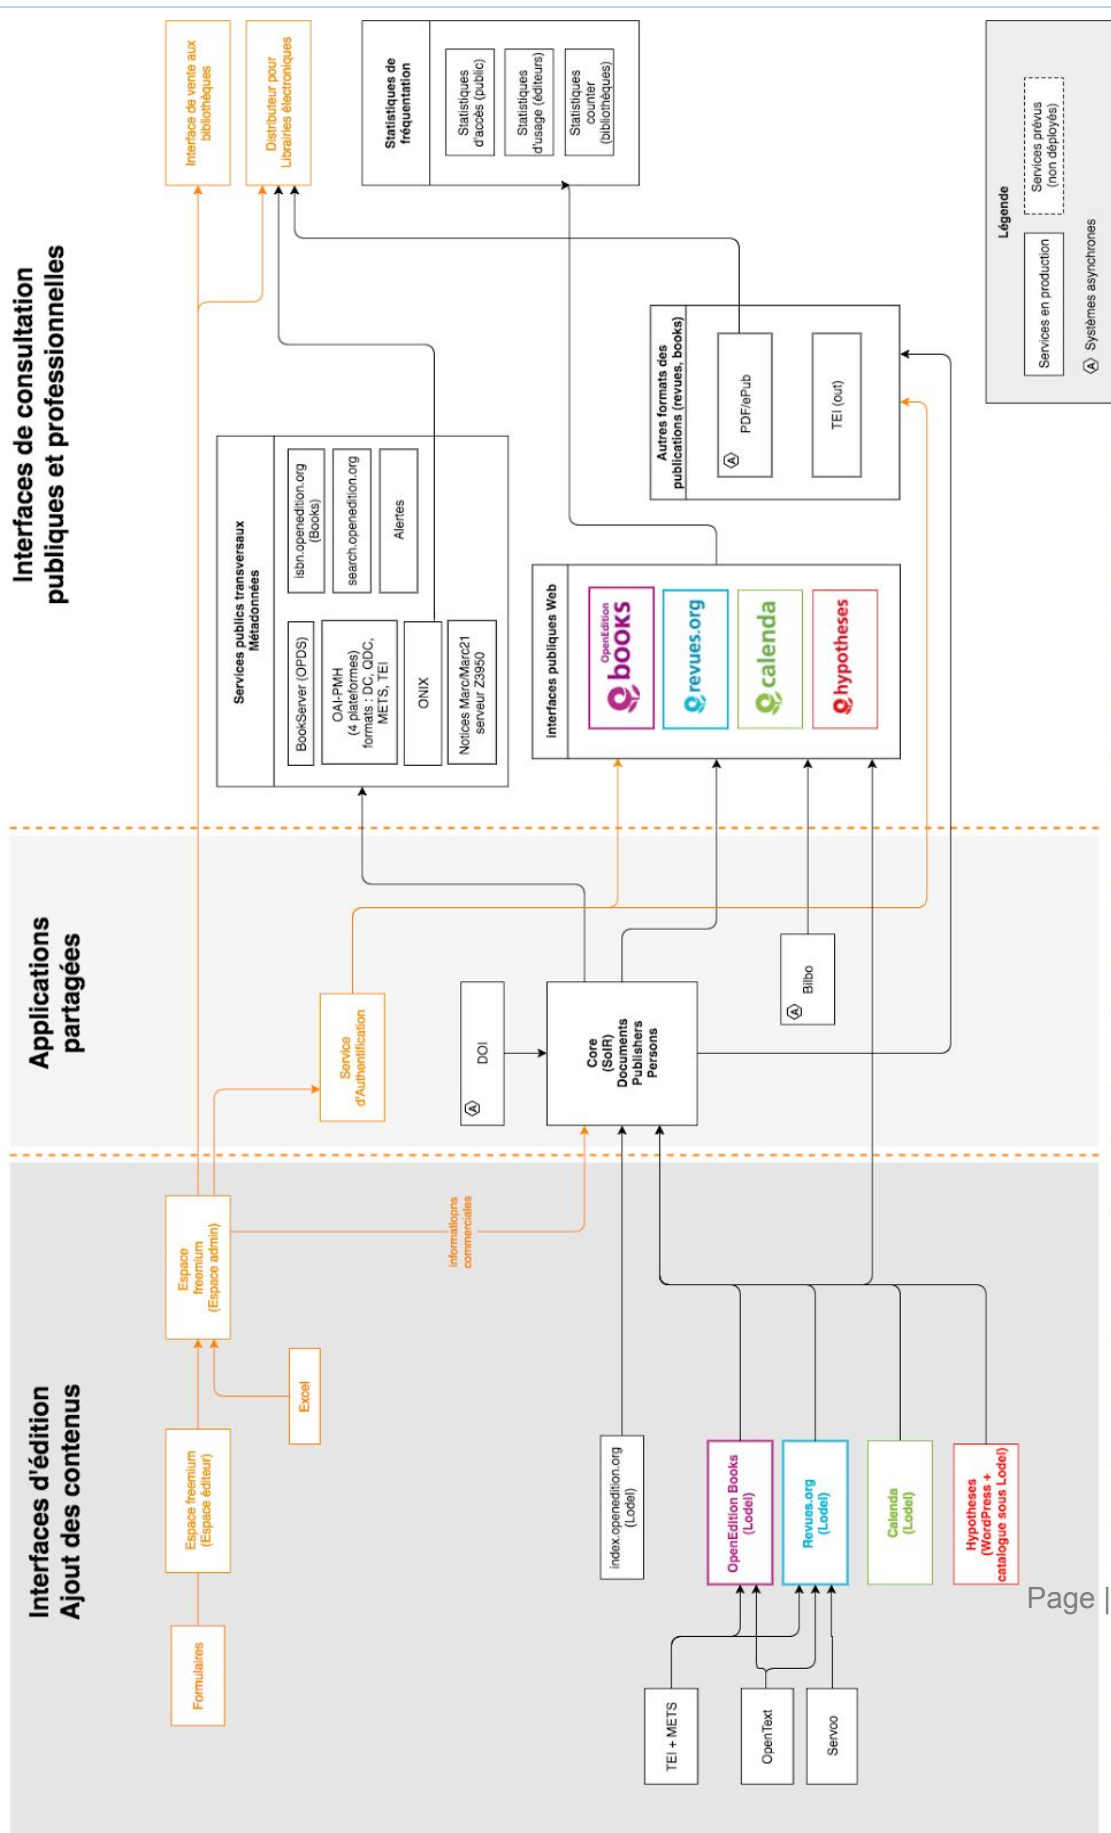 Interfaces d'édition
Ajout des contenus
Applications
partagées
Interfaces de consultation
publiques et professionnelles
Formulaires
Espace freemium
(Espace éditeur)
Excel
Espace
freemium
(Espace admin)
informatiopns
commerciales
index.openedition.org
(Lodel)
TEI + METS
OpenText
Servoo
OpenEdition Books
(Lodel)
Revues.org
(Lodel)
Calenda
(Lodel)
Hypotheses
(WordPress +
catalogue sous Lodel)
Service
d'Authentification
A
DOI
Core
(SolR)
Documents
Publishers
Persons
A
Bilbo
Interface de vente aux
bibliothèques
Distributeur pour
Librairies électroniques
Statistiques de
fréquentation
Statistiques
d'accès (public)
Statistiques
d'usage (éditeurs)
Statistiques
counter
(bibliothèques)
Services publics transversaux
Métadonnées
BookServer (OPDS)
OAI-PMH
(4 plateformes)
formats : DC, QDC,
METS, TEI
ONIX
Notices Marc/Marc21
serveur Z3950
isbn.openedition.org
(Books)
search.openedition.org
Alertes
interfaces publiques Web
OpenEdition
books
revues.org
calenda
hypotheses
Autres formats des
publications (revues, books)
A
PDF/ePub
TEI (out)
Légende
Services en production
Services prévus
(non déployés)
A Systèmes asynchrones
Page |